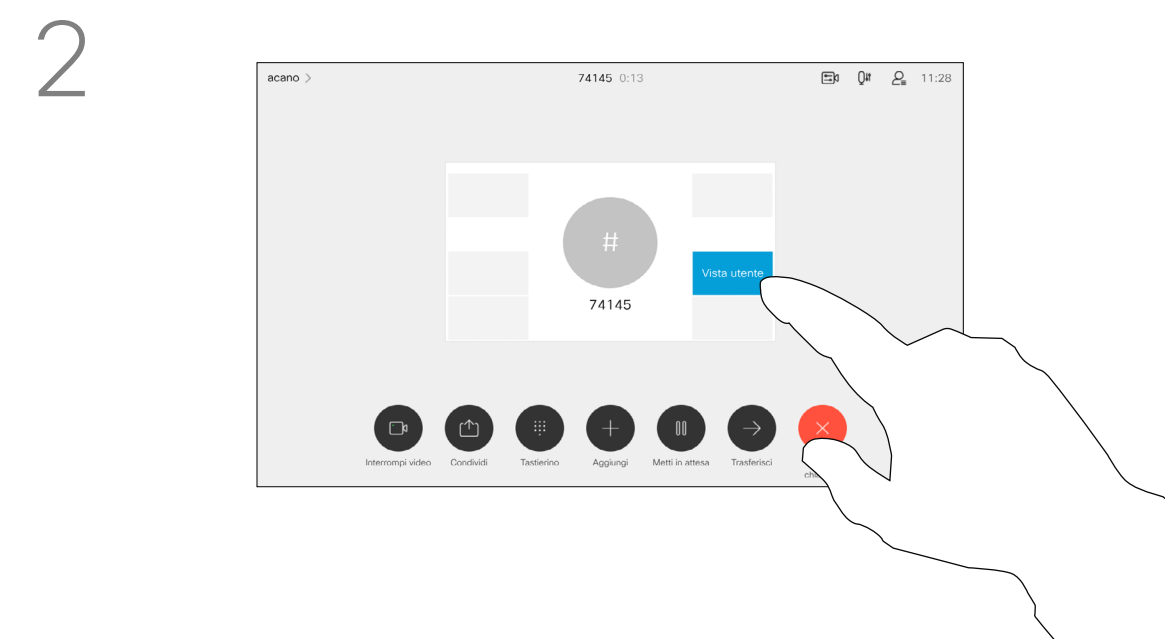 2
acano >
74145 0:13
11:28
#
Vista utente
74145
Interrompi video
Condividi
Tastierino
Aggiungi
Metti in attesa
Trasferisci